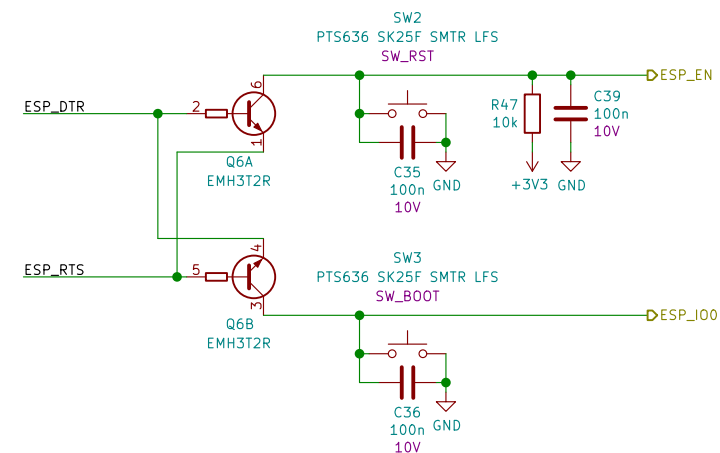 SW2
PTS636 SK25F SMTR LFS
SW_RST
6
ESP_EN
ESP_DTR
2
R47
10k
C39
100n
10V
1
Q6A
EMH3T2R
C35
100n
10V
GND
+3V3
GND
4
ESP_RTS
5
SW3
PTS636 SK25F SMTR LFS
SW_BOOT
3
ESP_IO0
Q6B
EMH3T2R
C36
100n
10V
GND